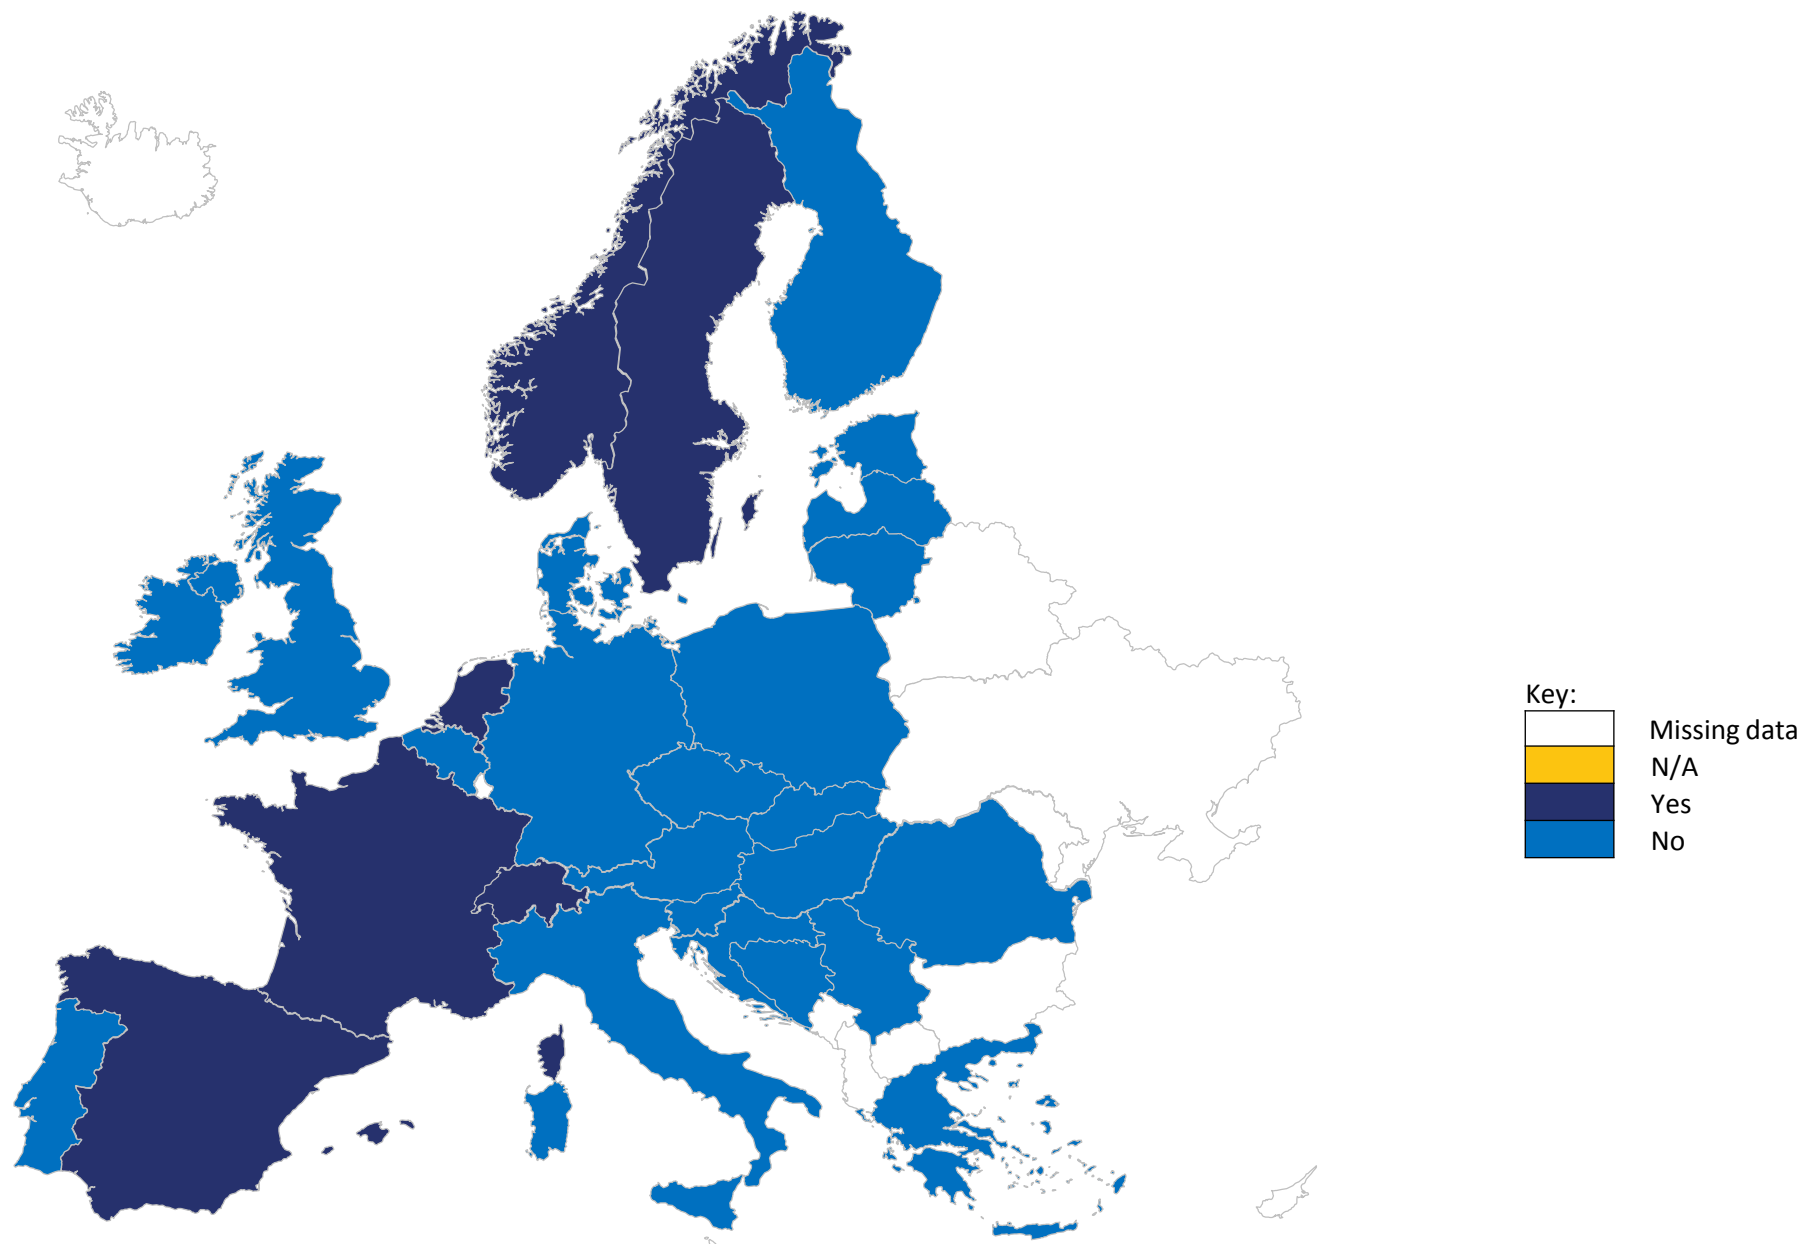 Key:
Missing data
N/A
Yes
No